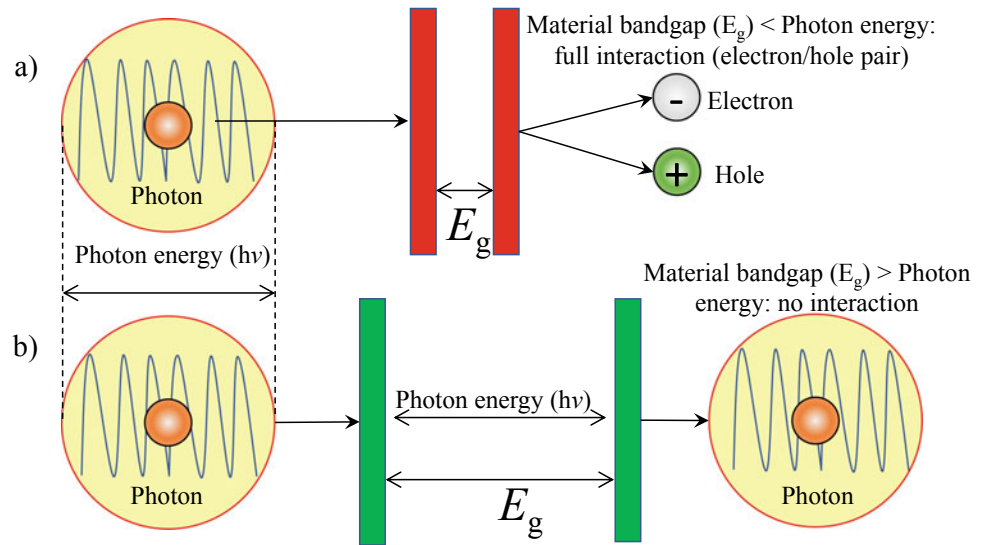 a)
Material bandgap (Eg) < Photon energy:
full interaction (electron/hole pair)
-
Electron
+
Hole
Photon
Eg
Photon energy (hν)
Material bandgap (Eg) > Photon
energy: no interaction
b)
Photon energy (hν)
Photon
Eg
Photon